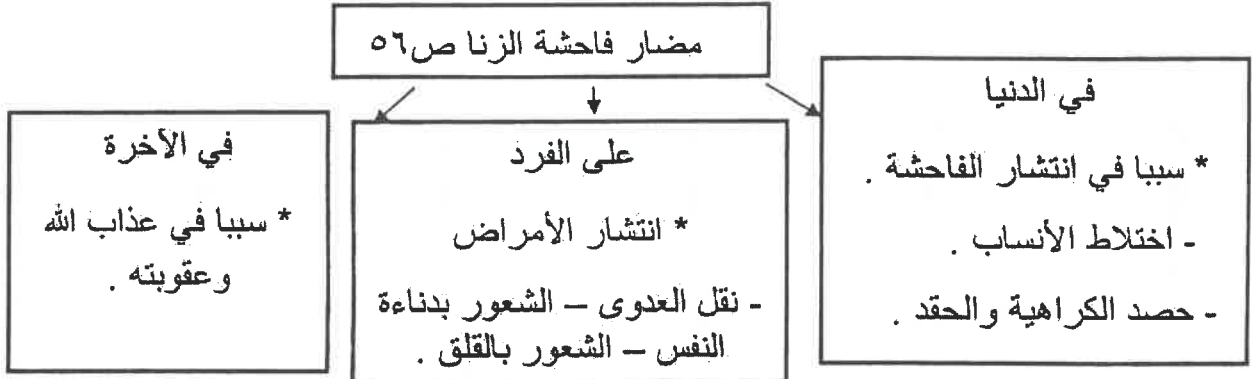 مضار فاحشة الزنا ص٥٦
في الدنيا
* سببا في انتشار الفاحشة .
- اختلاط الأنساب .
- حصد الكراهية والحقد .
على الفرد
* انتشار الأمراض
- نقل العدوى – الشعور بدناءة
النفس – الشعور بالقلق .
في الآخرة
* سببا في عذاب الله
وعقوبته .